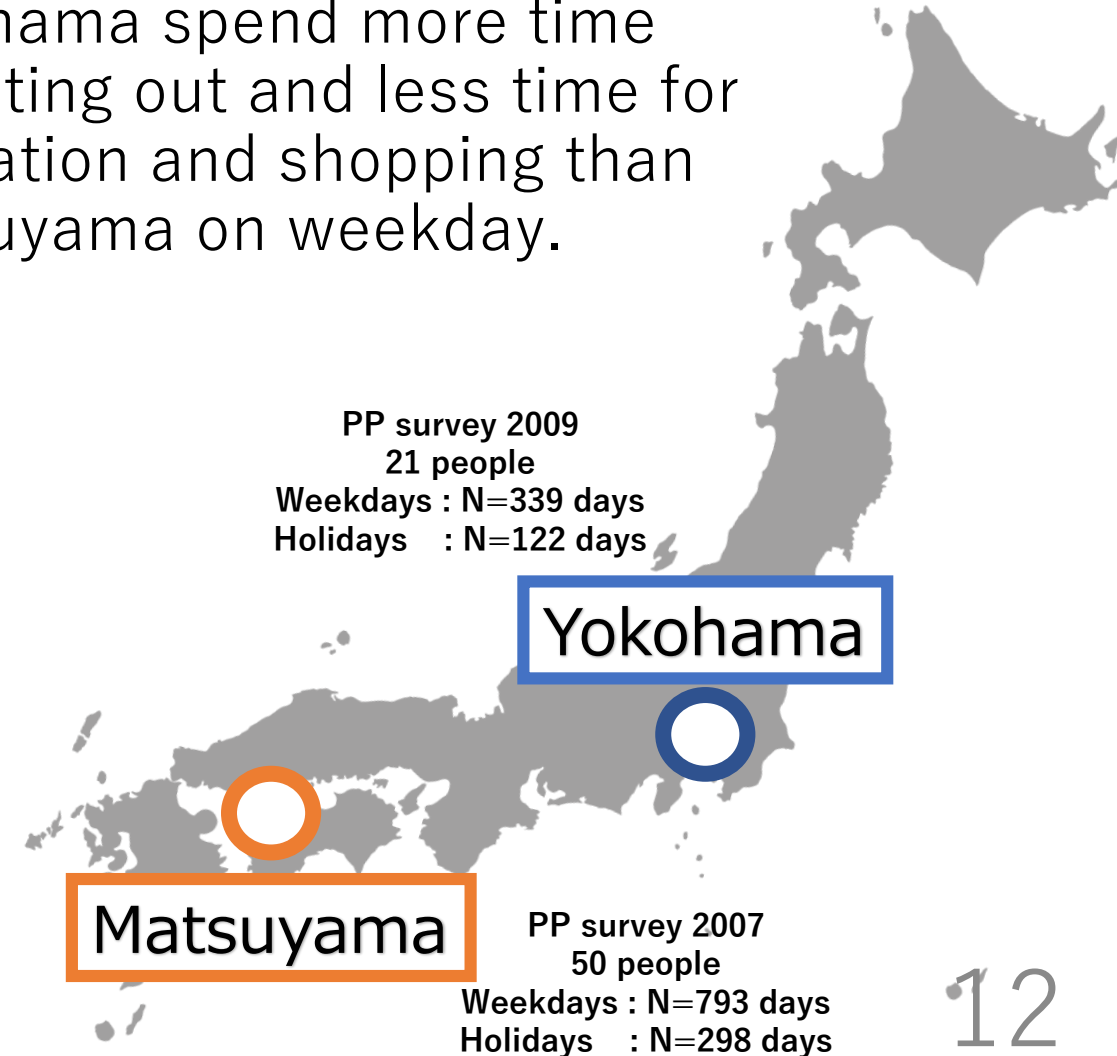 hama spend more time
ting out and less time for
ation and shopping than
uyama on weekday.
PP survey 2009
21 people
Weekdays : N=339 days
Holidays : N=122 days
Yokohama
Matsuyama
PP survey 2007
50 people
Weekdays : N=793 days
Holidays : N=298 days
12